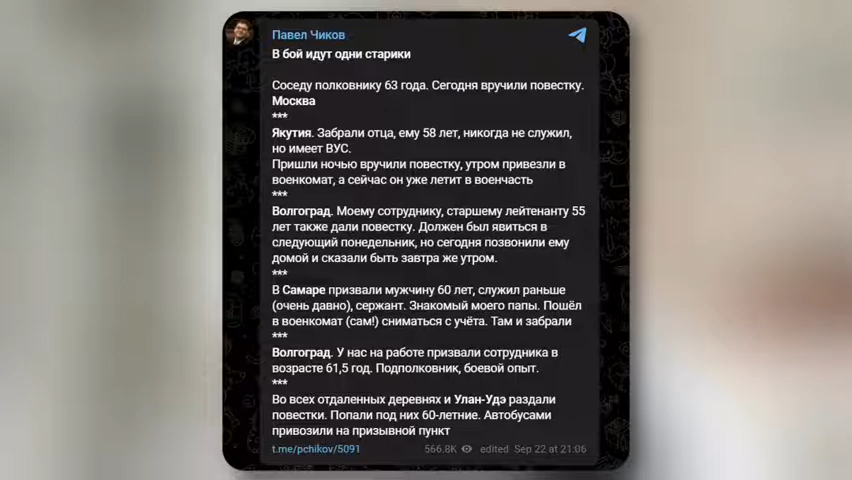 Павел Чиков
В бой идут одни старики
Соседу полковнику 63 года. Сегодня вручили повестку.
Москва
***
Якутия. Забрали отца, ему 58 лет, никогда не служил,
но имеет ВУС.
Пришли ночью вручили повестку, утром привезли в
военкомат, а сейчас он уже летит в военчасть
***
Волгоград. Моему сотруднику, старшему лейтенанту 55
лет также дали повестку. Должен был явиться в
следующий понедельник, но сегодня позвонили ему
домой и сказали быть завтра же утром.
***
В Самаре призвали мужчину 60 лет, служил раньше
(очень давно), сержант. Знакомый моего папы. Пошёл
в военкомат (сам!) сниматься с учёта. Там и забрали
***
Волгоград. У нас на работе призвали сотрудника в
возрасте 61,5 год. Подполковник, боевой опыт.
***
Во всех отдаленных деревнях и Улан-Удэ раздали
повестки. Попали под них 60-летние. Автобусами
привозили на призывной пункт
t.me/pchikov/5091 566.8K edited Sep 22 at 21:06